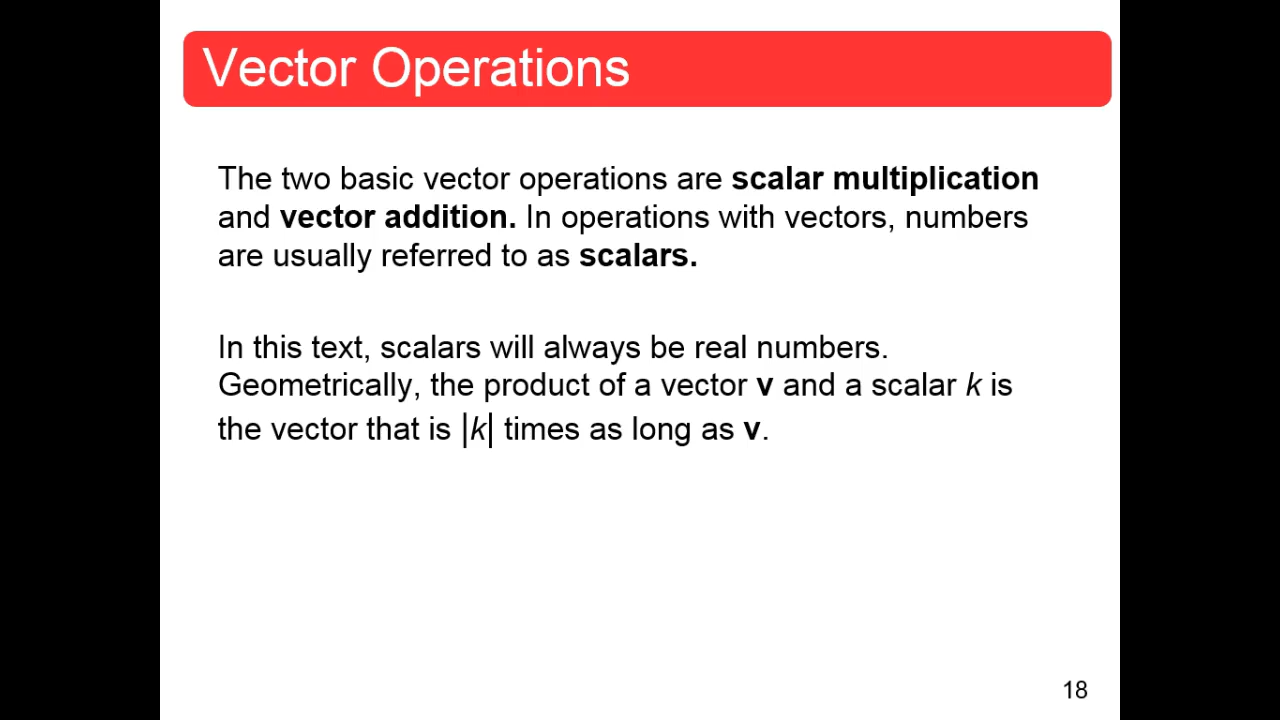 Vector Operations
The two basic vector operations are scalar multiplication
and vector addition. In operations with vectors, numbers
are usually referred to as scalars.
In this text, scalars will always be real numbers.
Geometrically, the product of a vector v and a scalar k is
the vector that is |k| times as long as v.
18